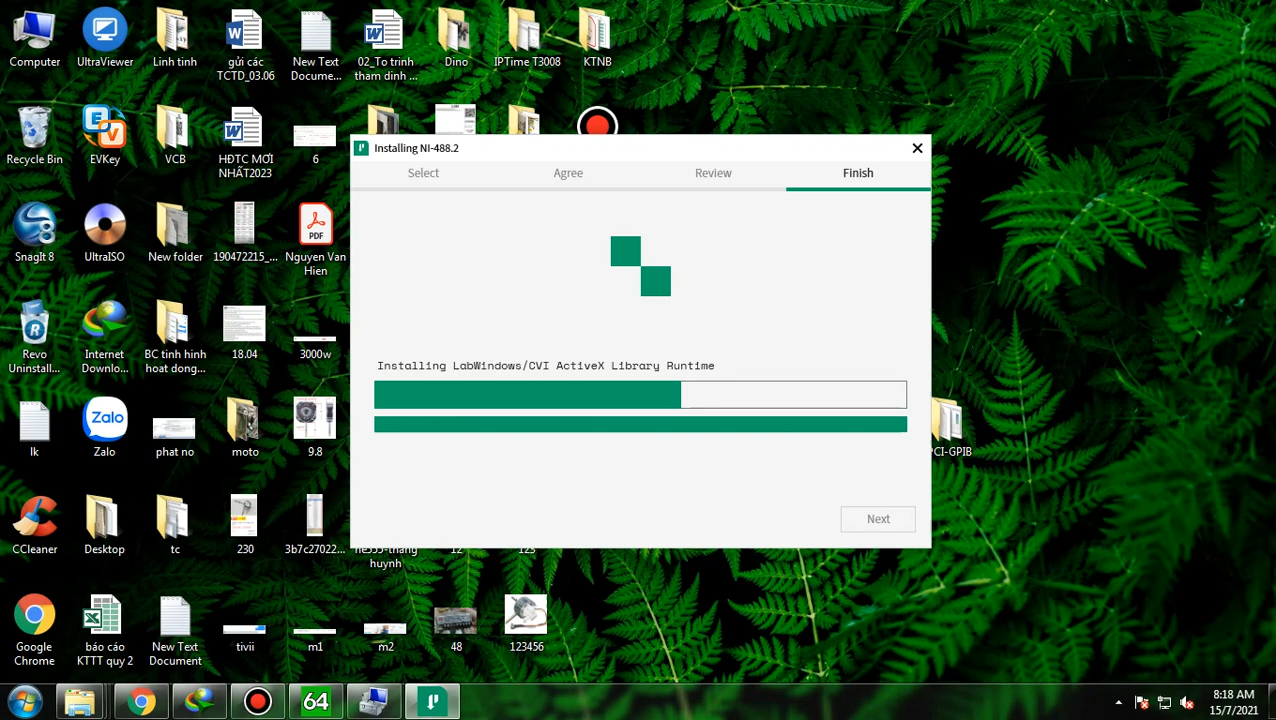 Computer
UltraViewer
Linh tinh
gửi các
TCTD_03.06
New Text
Docume...
02_To trinh
tham dinh ...
Dino
IPTime T3008
KTNB
Recycle Bin
EVKey
VCB
HĐTC MỚI
NHẤT2023
6
Installing NI-488.2
Select
Agree
Review
Finish
SnagIt 8
UltraISO
New folder
190472215_...
PDF
Nguyen Van
Hien
Revo
Uninstall...
Internet
Downlo...
BC tinh hinh
hoat dong...
18.04
3000w
Installing LabWindows/CVI ActiveX Library Runtime
lk
Zalo
Zalo
phat no
moto
9.8
PCI-GPIB
CCleaner
Desktop
tc
230
3b7c27022...
ne555-thang
huynh
12
123
Next
Google
Chrome
báo cáo
KTTT quy 2
New Text
Document
tivii
m1
m2
48
123456
64
8:18 AM
15/7/2021